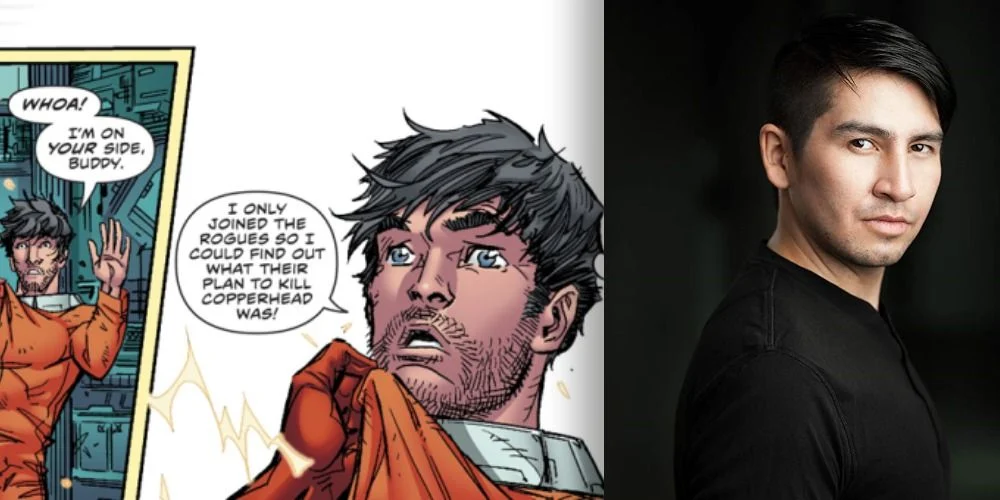 WHOA!
I'M ON
YOUR SIDE,
BUDDY.
I ONLY
JOINED THE
ROGUES SO I
COULD FIND OUT
WHAT THEIR
PLAN TO KILL
COPPERHEAD
WAS!